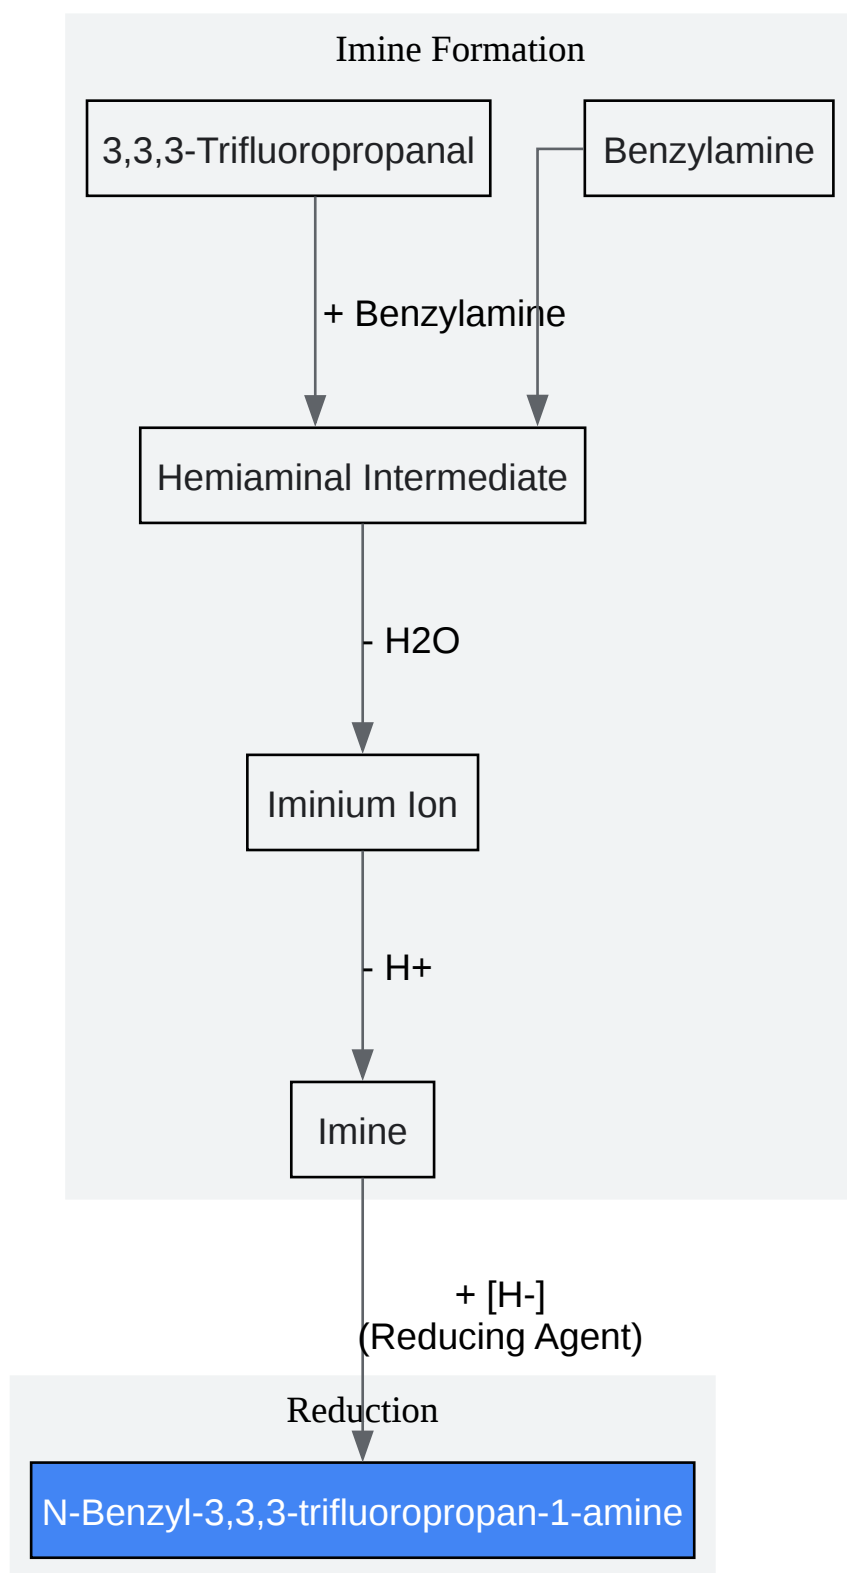 Imine Formation
3,3,3-Trifluoropropanal
Benzylamine
+ Benzylamine
Hemiaminal Intermediate
- H2O
Iminium Ion
- H+
Imine
+ [H-]
(Reducing Agent)
Reduction
N-Benzyl-3,3,3-trifluoropropan-1-amine